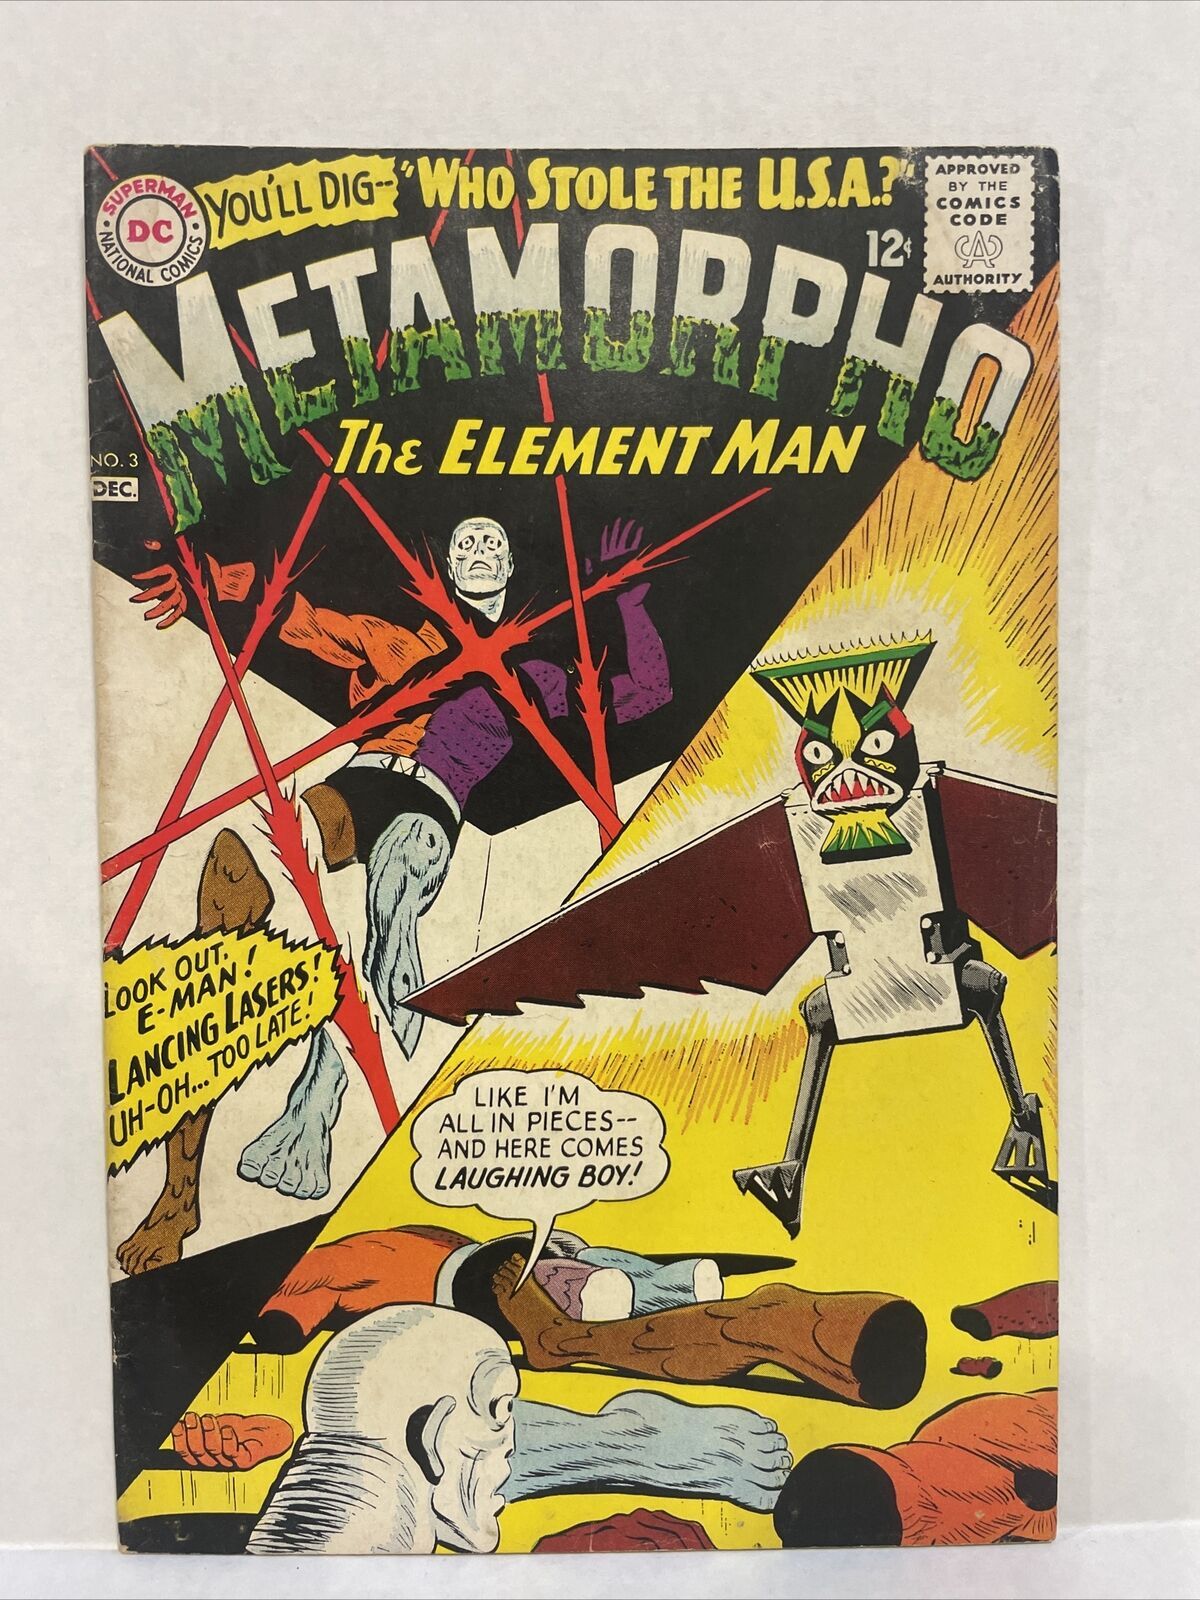 SUPERMAN
DC
NATIONAL COMICS
YOU'LL DIG-- "WHO STOLE THE U.S.A.?"
APPROVED
BY THE
COMICS
CODE
CA
AUTHORITY
12¢
METAMORPHO
THE ELEMENT MAN
NO. 3
DEC.
LOOK OUT,
E-MAN!
LANCING LASERS!
UH-OH... TOO LATE!
LIKE I'M
ALL IN PIECES--
AND HERE COMES
LAUGHING BOY!